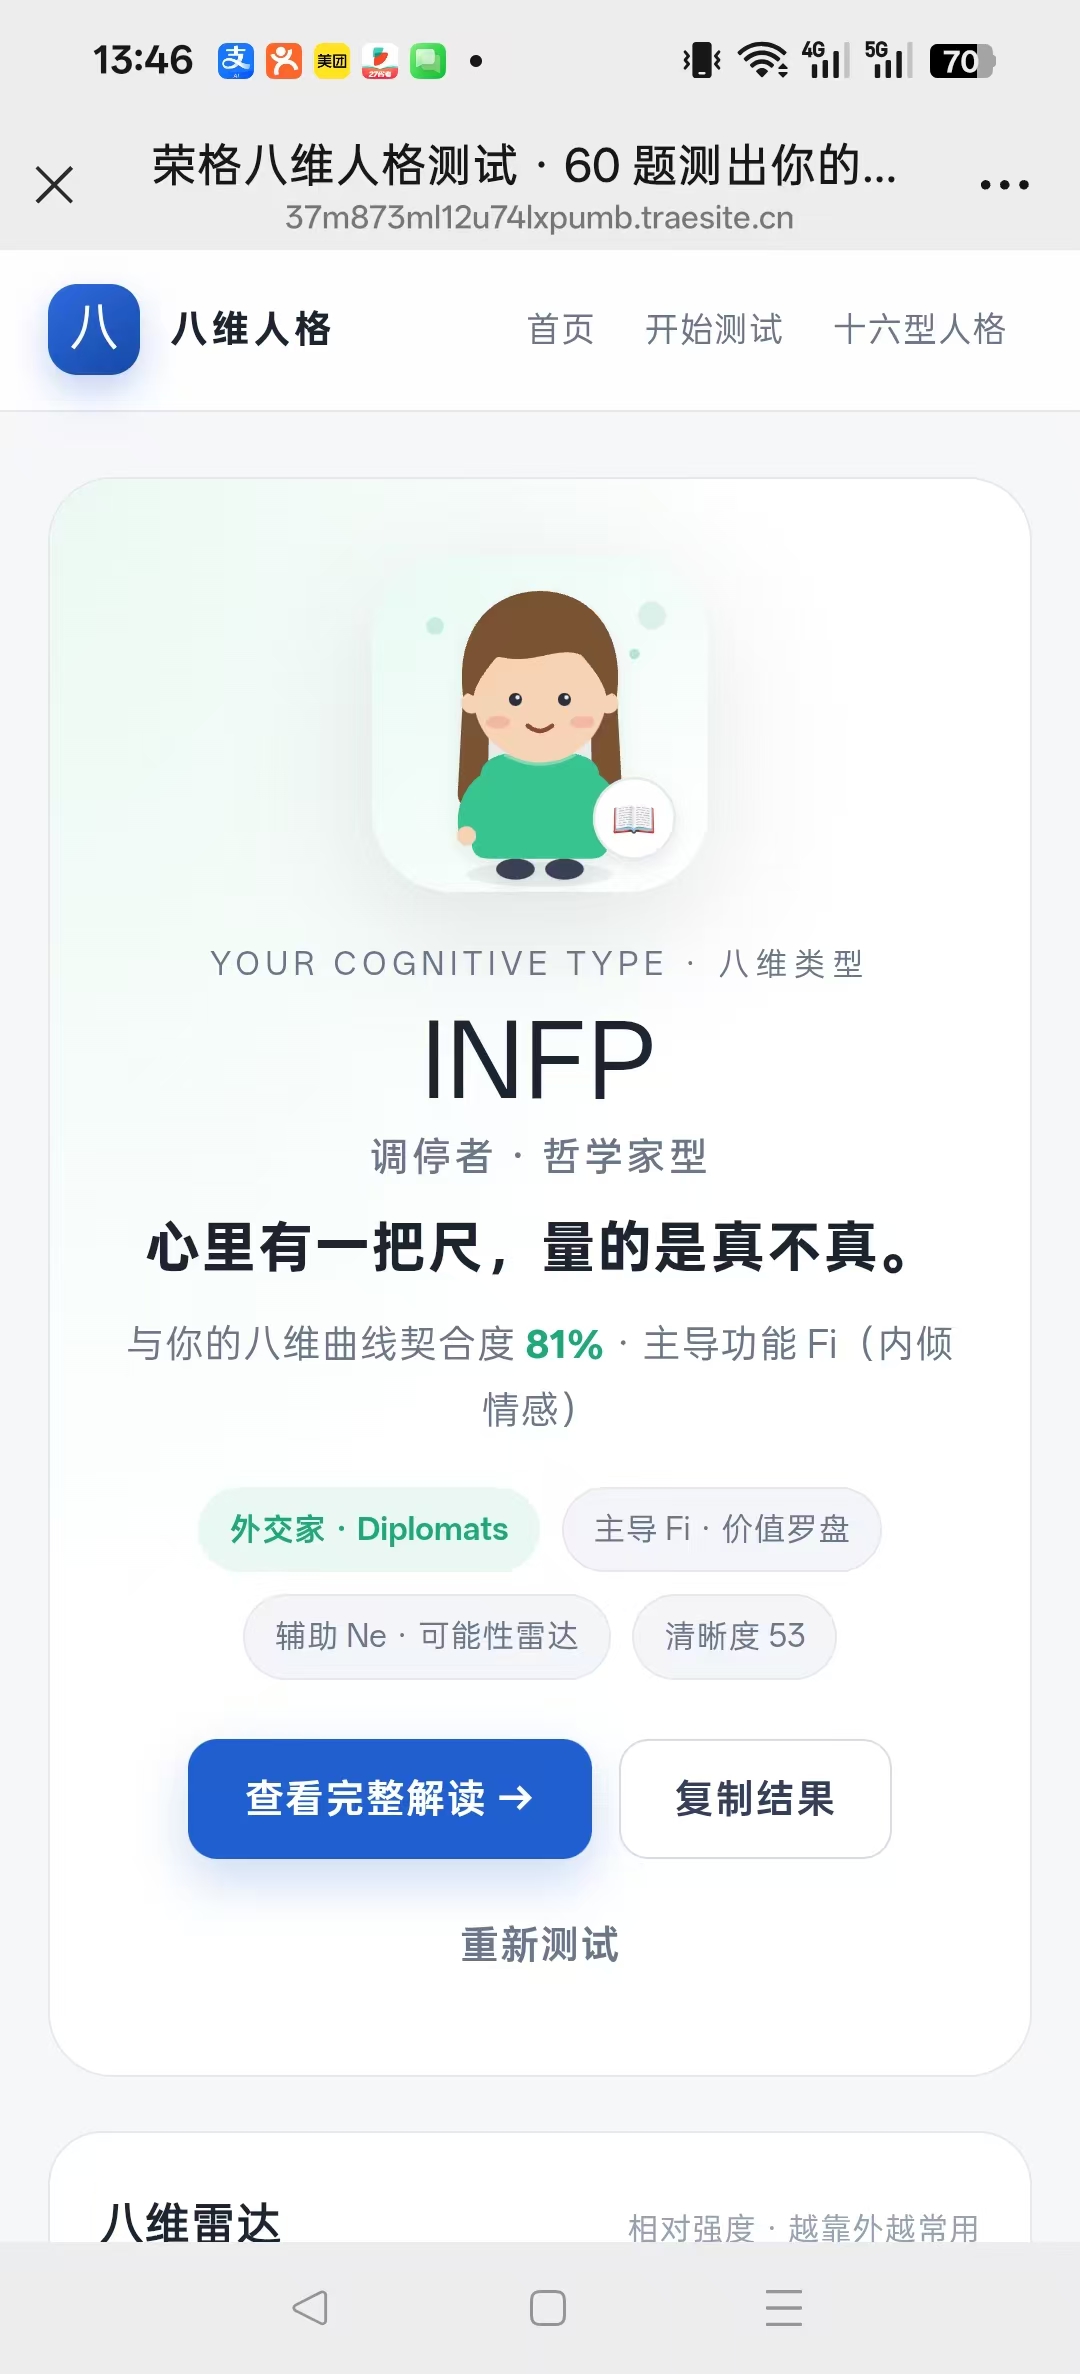 13:46
支
美团
4G
5G
70
荣格八维人格测试 · 60 题测出你的...
37m873ml12u74lxpumb.traesite.cn
八
八维人格
首页
开始测试
十六型人格
YOUR COGNITIVE TYPE · 八维类型
INFP
调停者 · 哲学家型
心里有一把尺，量的是真不真。
与你的八维曲线契合度 81% · 主导功能 Fi（内倾
情感）
外交家 · Diplomats
主导 Fi · 价值罗盘
辅助 Ne · 可能性雷达
清晰度 53
查看完整解读 →
复制结果
重新测试
八维雷达
相对强度 · 越靠外越常用